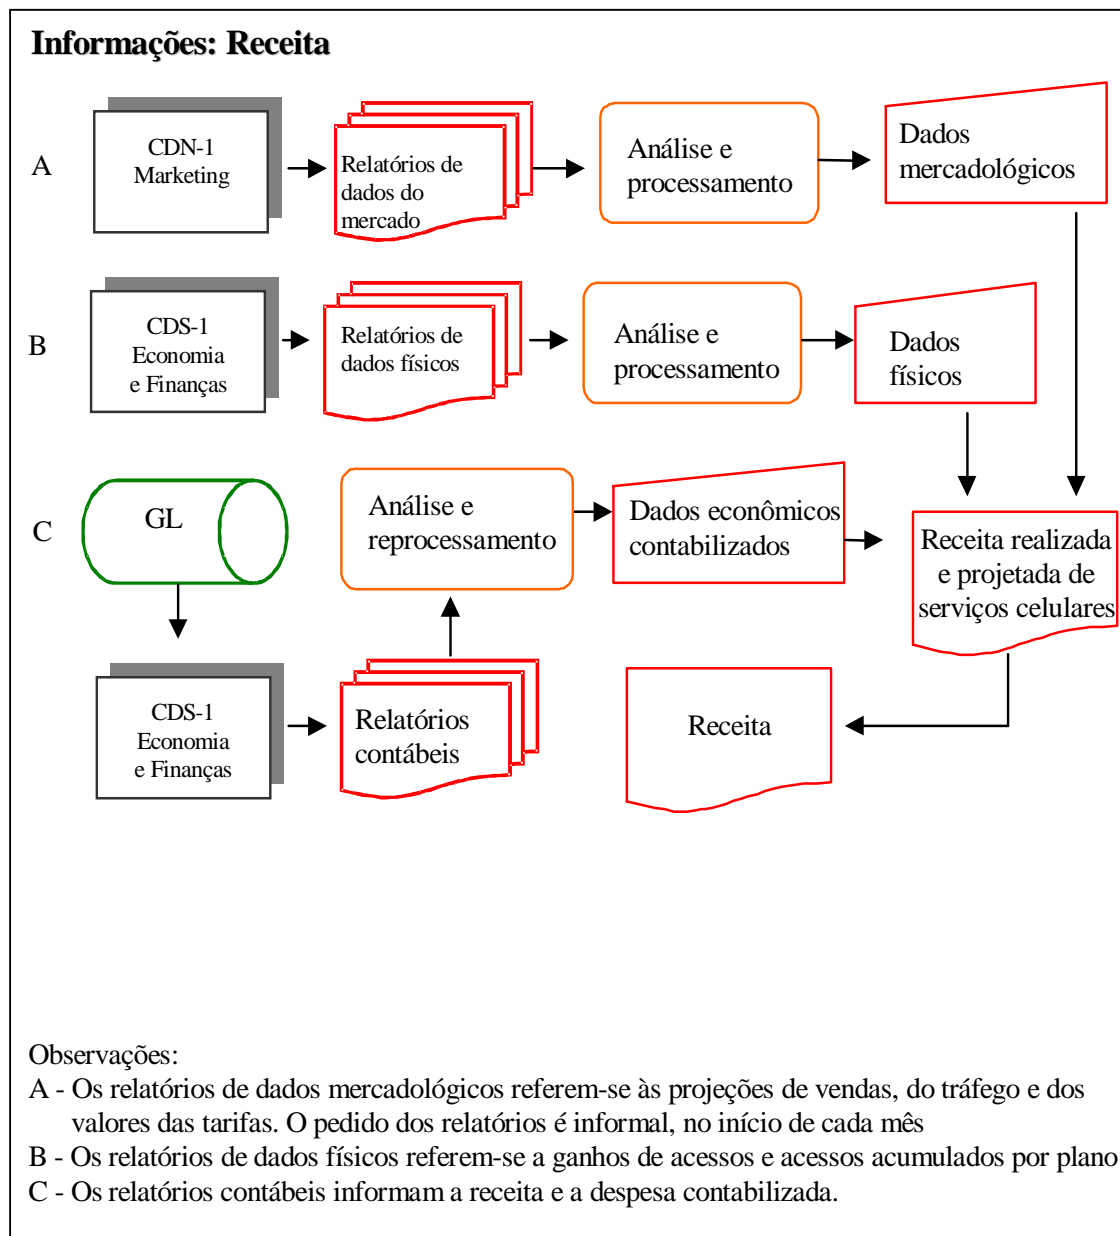 Informações: Receita
A
CDN-1
Marketing
Relatórios de
dados do
mercado
Análise e
processamento
Dados
mercadológicos
B
CDS-1
Economia
e Finanças
Relatórios de
dados físicos
Análise e
processamento
Dados
físicos
C
GL
Análise e
reprocessamento
Dados econômicos
contabilizados
Receita realizada
e projetada de
serviços celulares
CDS-1
Economia
e Finanças
Relatórios
contábeis
Receita
Observações:
A - Os relatórios de dados mercadológicos referem-se às projeções de vendas, do tráfego e dos
valores das tarifas. O pedido dos relatórios é informal, no início de cada mês
B - Os relatórios de dados físicos referem-se a ganhos de acessos e acessos acumulados por plano
C - Os relatórios contábeis informam a receita e a despesa contabilizada.